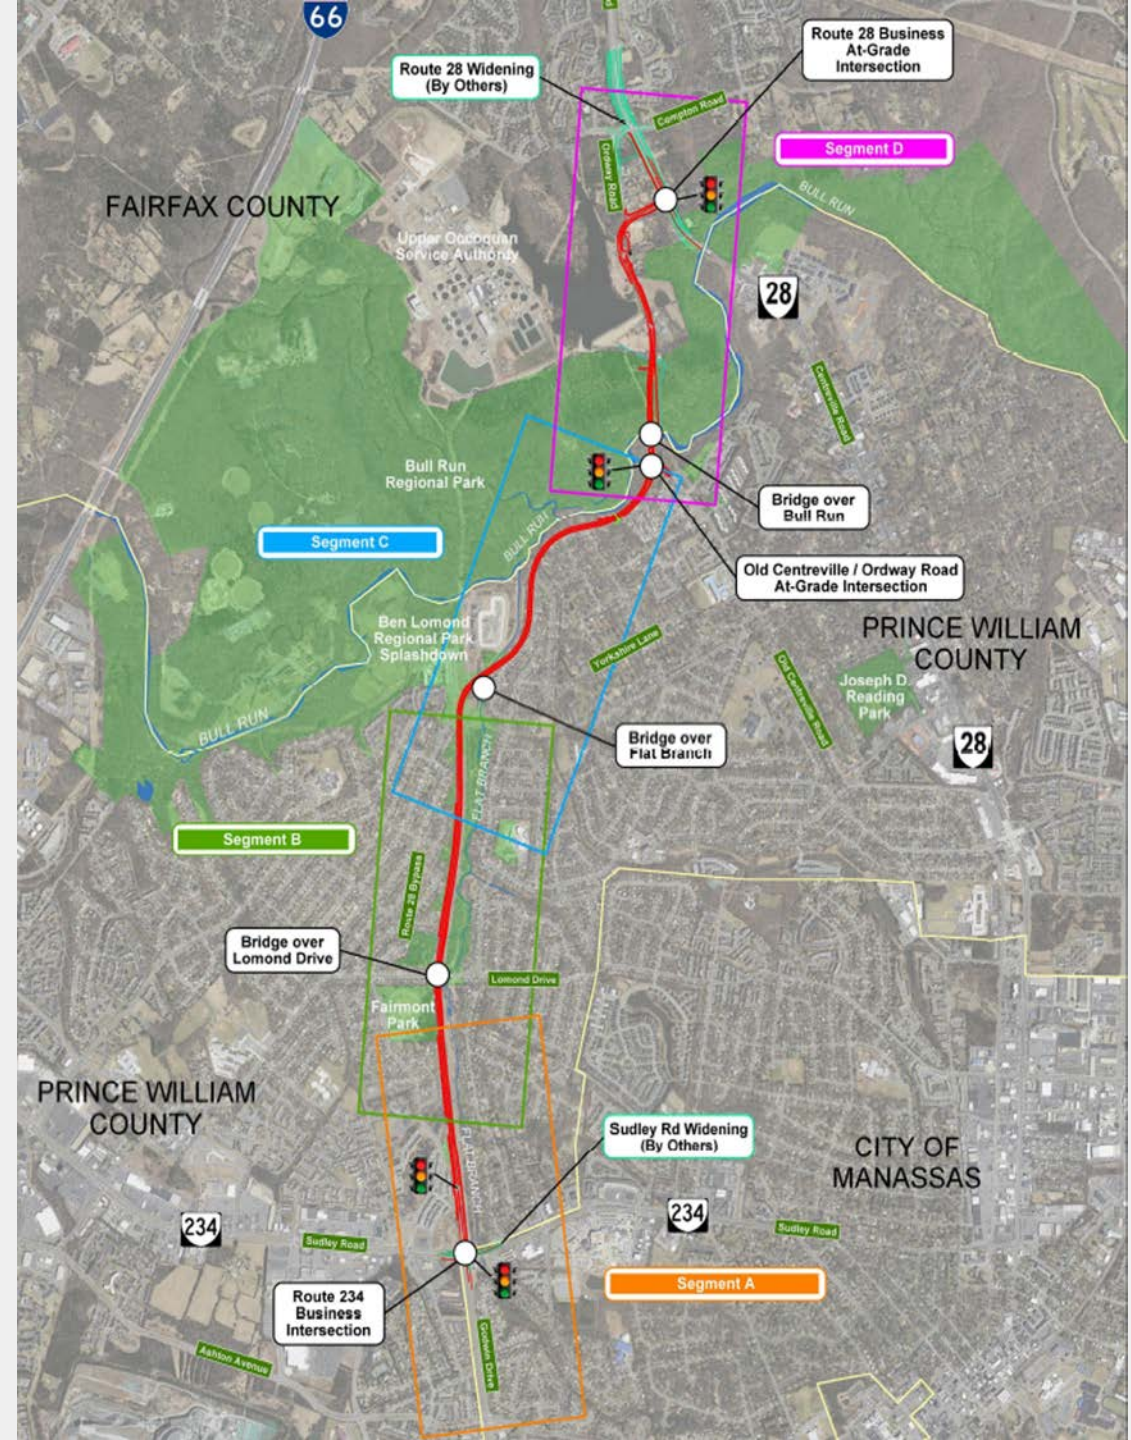 66
Route 28 Business
At-Grade
Intersection
Route 28 Widening
(By Others)
Compton Road
Segment D
Ordway Road
BULL RUN
FAIRFAX COUNTY
Upper Occoquan
Service Authority
28
Centreville Road
Bull Run
Regional Park
Bridge over
Bull Run
Segment C
BULL RUN
Old Centreville / Ordway Road
At-Grade Intersection
Ben Lomond
Regional Park
Splashdown
PRINCE WILLIAM
COUNTY
Yorkshire Lane
Old Centreville Road
Joseph D.
Reading
Park
BULL RUN
Bridge over
Flat Branch
28
FLAT BRANCH
Segment B
Route 28 Bypass
Bridge over
Lomond Drive
Lomond Drive
Fairmont
Park
PRINCE WILLIAM
COUNTY
Sudley Rd Widening
(By Others)
FLAT BRANCH
CITY OF
MANASSAS
234
234
Sudley Road
Sudley Road
Segment A
Route 234
Business
Intersection
Ashton Avenue
Godwin Drive